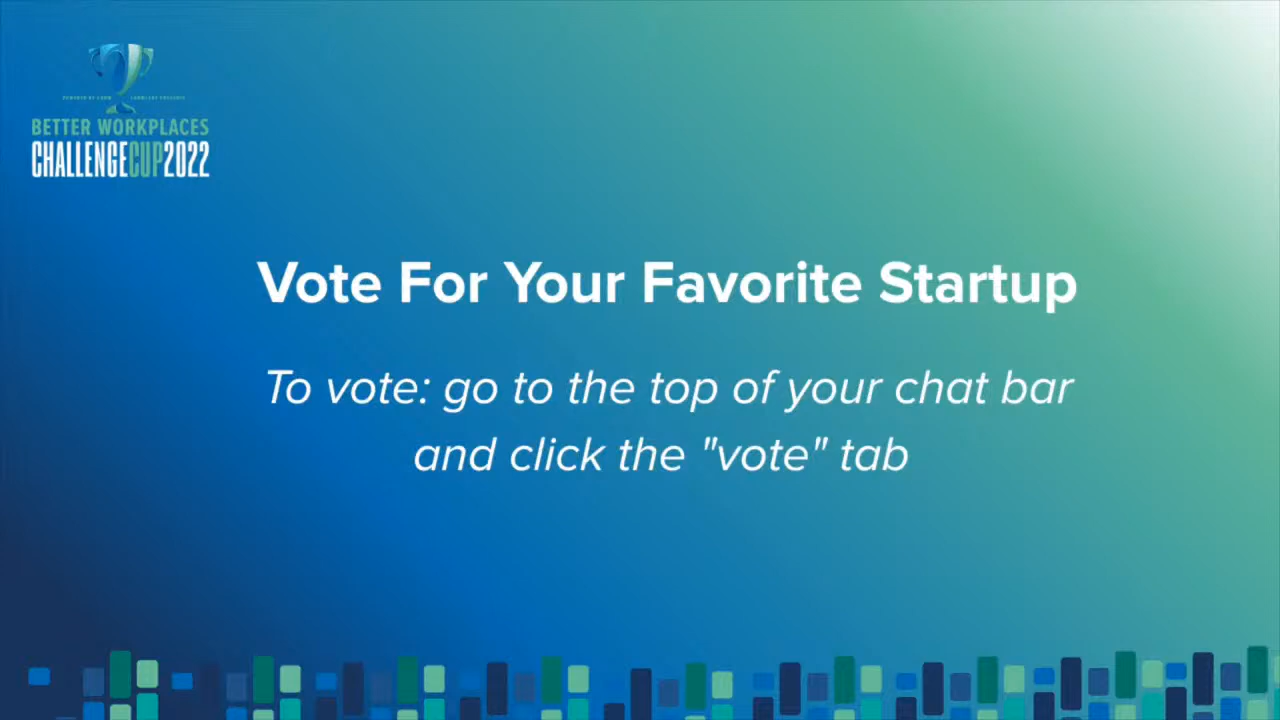 BETTER WORKPLACES
CHALLENGECUP2022
Vote For Your Favorite Startup
To vote: go to the top of your chat bar
and click the "vote" tab